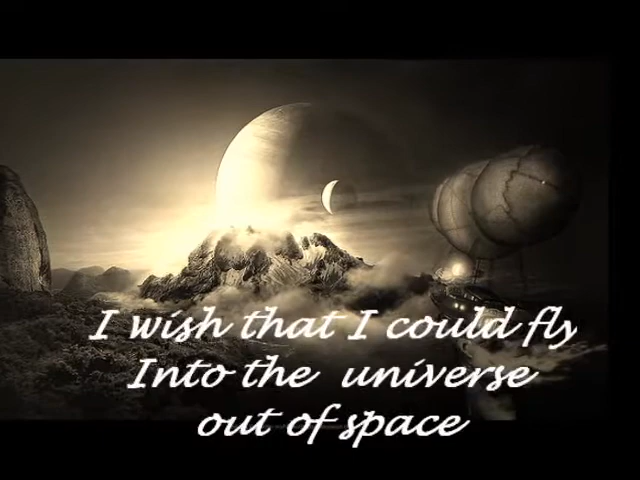 I wish that I could fly
Into the universe
out of space